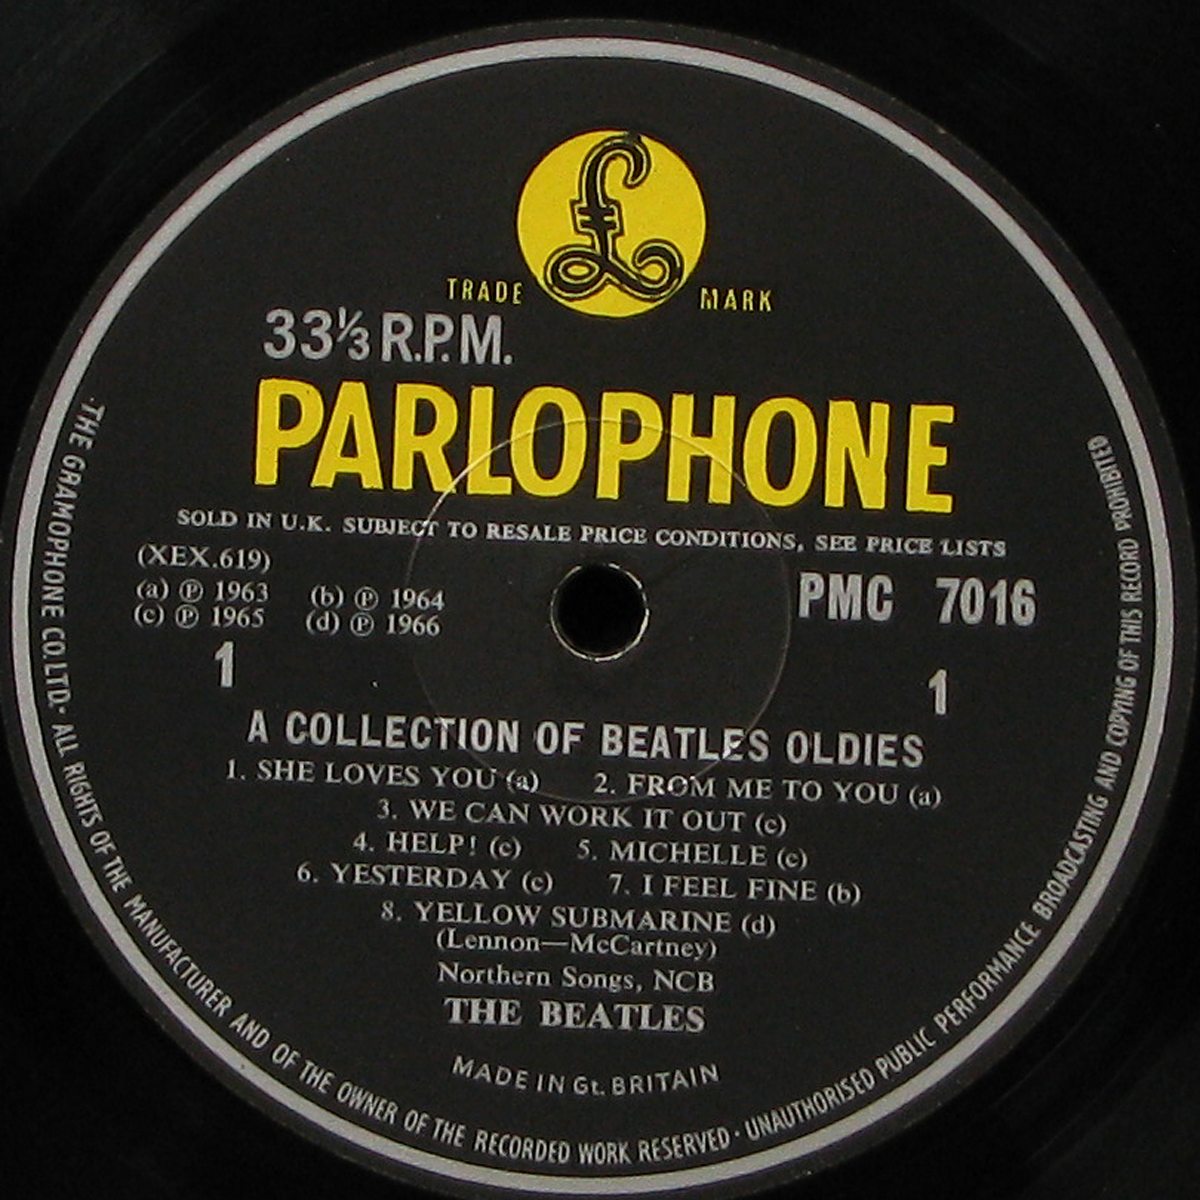 £
TRADE MARK
33⅓ R.P.M.
PARLOPHONE
SOLD IN U.K. SUBJECT TO RESALE PRICE CONDITIONS, SEE PRICE LISTS
(XEX.619)
(a) ℗ 1963 (b) ℗ 1964
(c) ℗ 1965 (d) ℗ 1966
PMC 7016
1 1
A COLLECTION OF BEATLES OLDIES
1. SHE LOVES YOU (a) 2. FROM ME TO YOU (a)
3. WE CAN WORK IT OUT (c)
4. HELP! (c) 5. MICHELLE (c)
6. YESTERDAY (c) 7. I FEEL FINE (b)
8. YELLOW SUBMARINE (d)
(Lennon—McCartney)
Northern Songs, NCB
THE BEATLES
MADE IN Gt. BRITAIN
THE GRAMOPHONE CO. LTD. · ALL RIGHTS OF THE MANUFACTURER AND OF THE OWNER OF THE RECORDED WORK RESERVED · UNAUTHORISED PUBLIC PERFORMANCE BROADCASTING AND COPYING OF THIS RECORD PROHIBITED